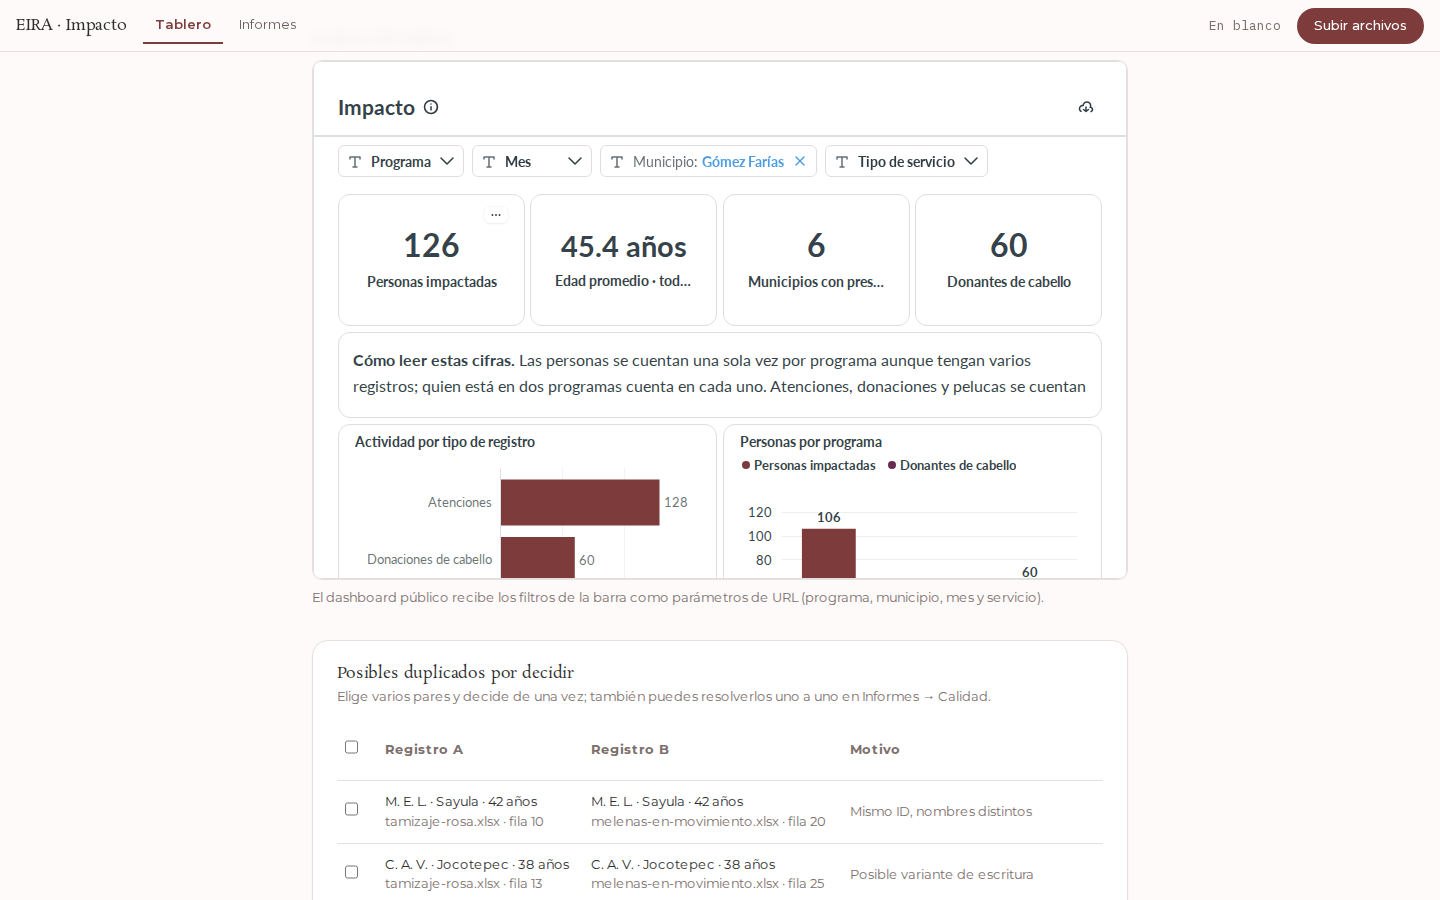 EIRA · Impacto
Tablero
Informes
En blanco
Subir archivos
Impacto
Programa
Mes
Municipio: Gómez Farías
Tipo de servicio
126
Personas impactadas
45.4 años
Edad promedio · tod...
6
Municipios con pres...
60
Donantes de cabello
Cómo leer estas cifras. Las personas se cuentan una sola vez por programa aunque tengan varios
registros; quien está en dos programas cuenta en cada uno. Atenciones, donaciones y pelucas se cuentan
Actividad por tipo de registro
Atenciones
128
Donaciones de cabello
60
Personas por programa
Personas impactadas
Donantes de cabello
120
100
80
106
60
El dashboard público recibe los filtros de la barra como parámetros de URL (programa, municipio, mes y servicio).
Posibles duplicados por decidir
Elige varios pares y decide de una vez; también puedes resolverlos uno a uno en Informes → Calidad.
Registro A
Registro B
Motivo
M. E. L. · Sayula · 42 años
tamizaje-rosa.xlsx · fila 10
M. E. L. · Sayula · 42 años
melenas-en-movimiento.xlsx · fila 20
Mismo ID, nombres distintos
C. A. V. · Jocotepec · 38 años
tamizaje-rosa.xlsx · fila 13
C. A. V. · Jocotepec · 38 años
melenas-en-movimiento.xlsx · fila 25
Posible variante de escritura